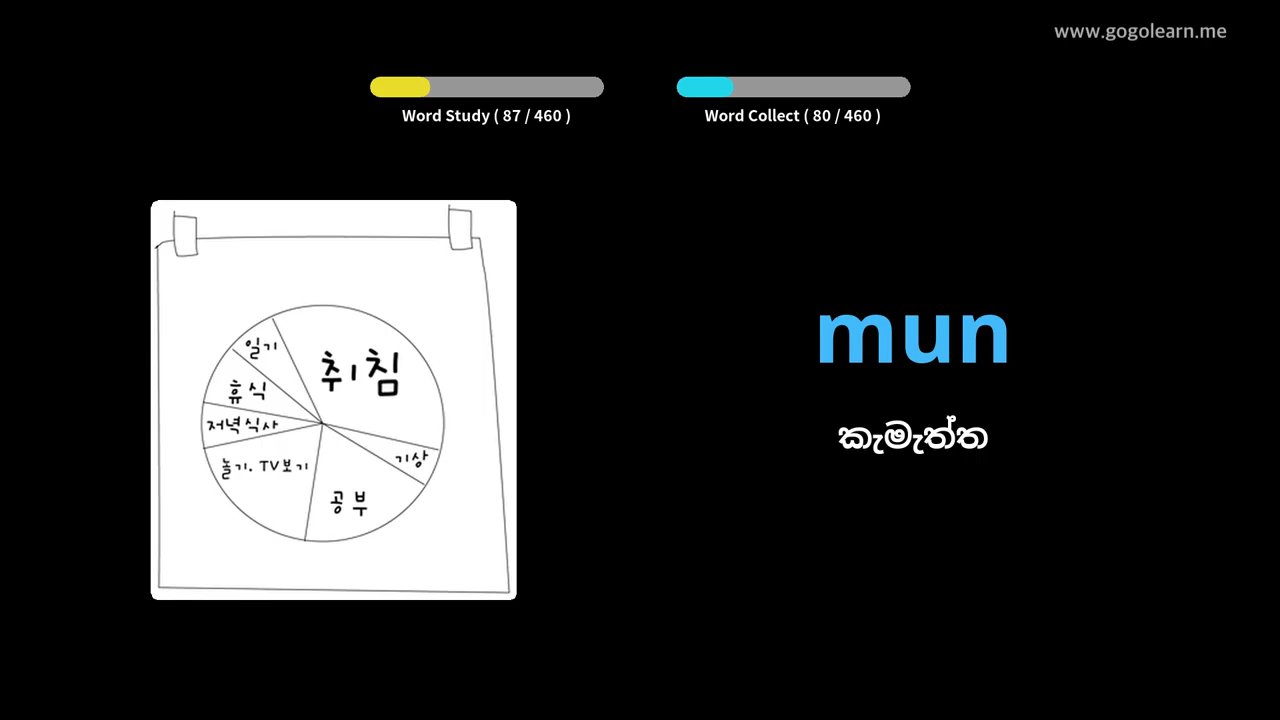 www.gogolearn.me
Word Study ( 87 / 460 )
Word Collect ( 80 / 460 )
일기
취침
휴식
저녁식사
놀기. TV보기
기상
공부
mun
කැමැත්ත